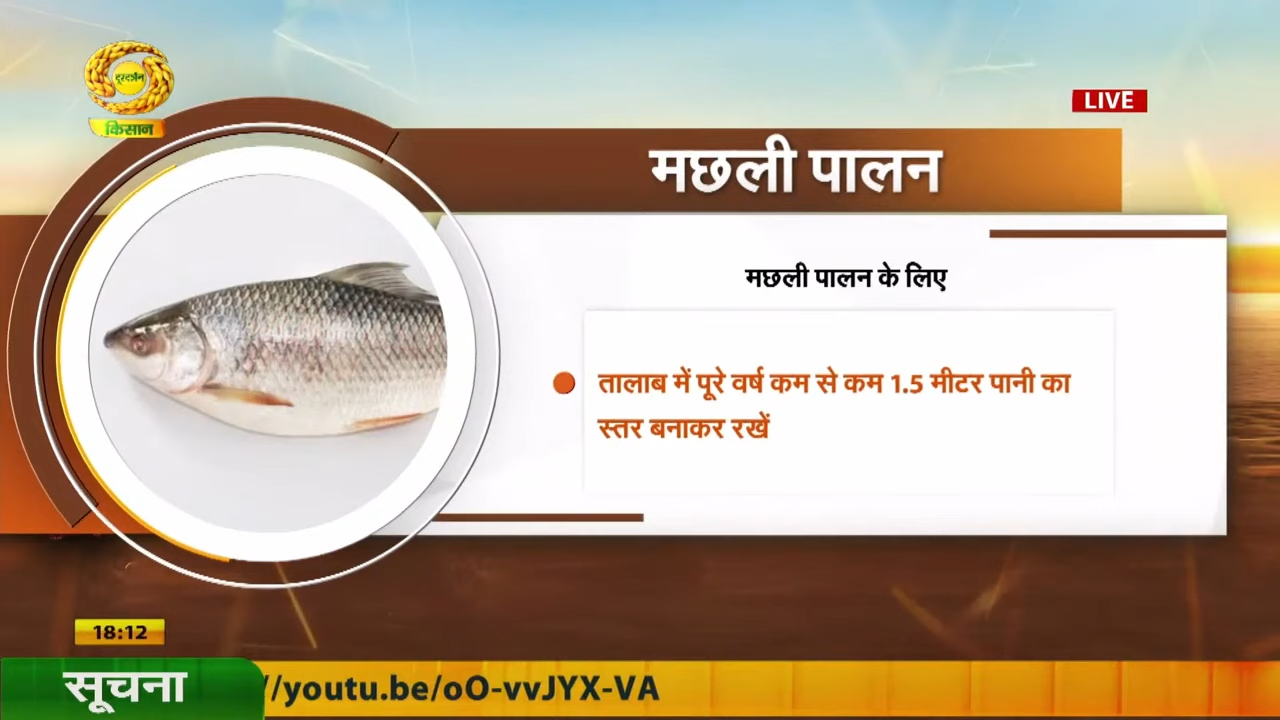 दूरदर्शन
किसान
LIVE
मछली पालन
मछली पालन के लिए
तालाब में पूरे वर्ष कम से कम 1.5 मीटर पानी का
स्तर बनाकर रखें
18:12
सूचना
//youtu.be/oO-vvJYX-VA